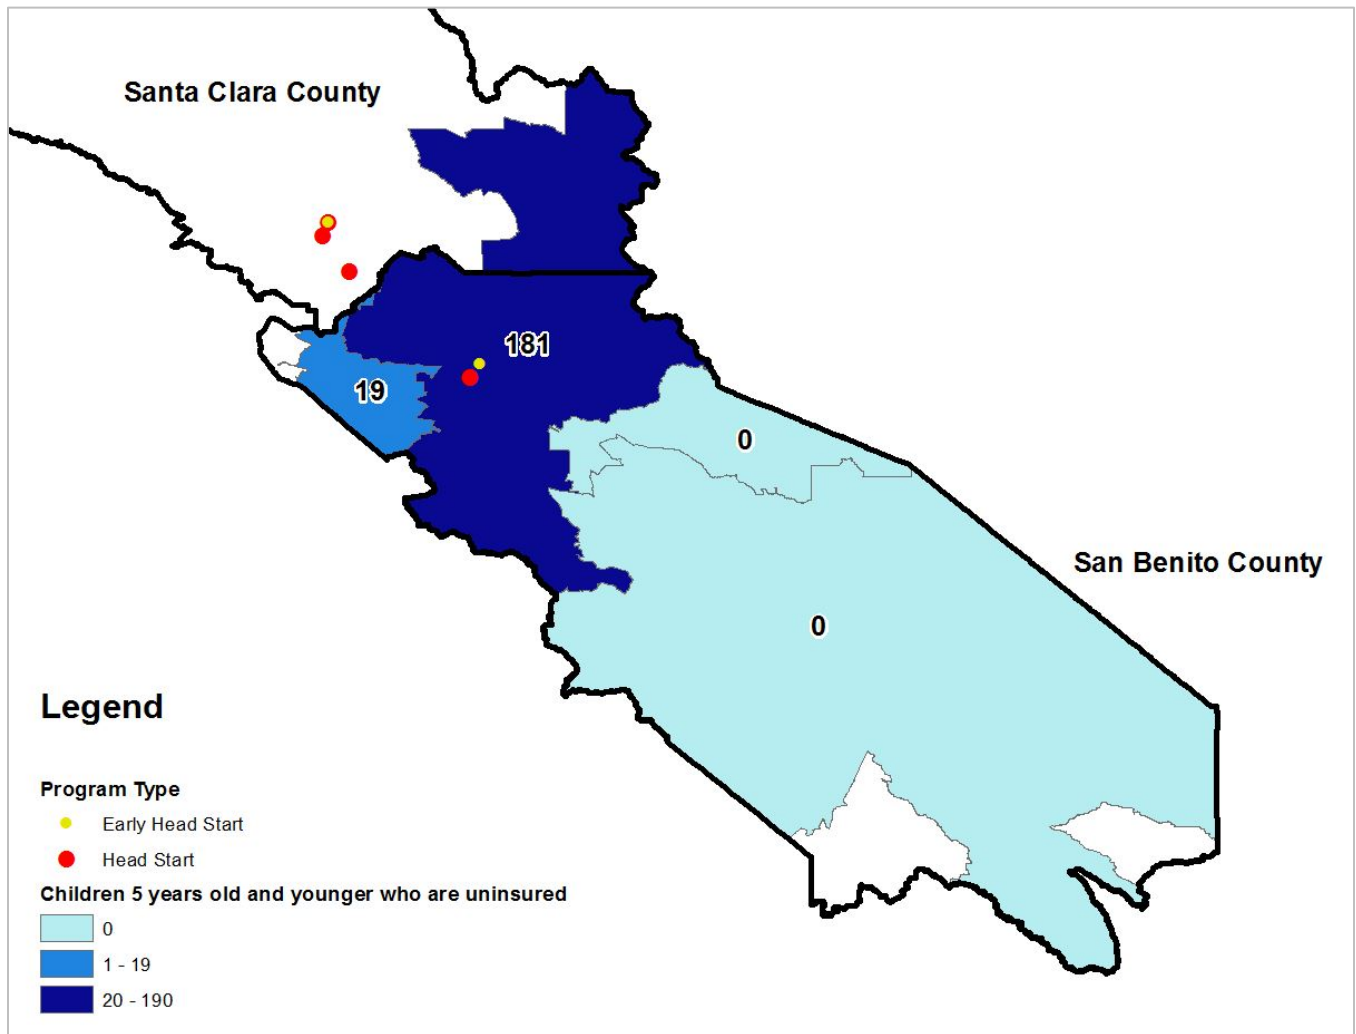 Santa Clara County
181
19
0
San Benito County
0
Legend
Program Type
Early Head Start
Head Start
Children 5 years old and younger who are uninsured
0
1 - 19
20 - 190